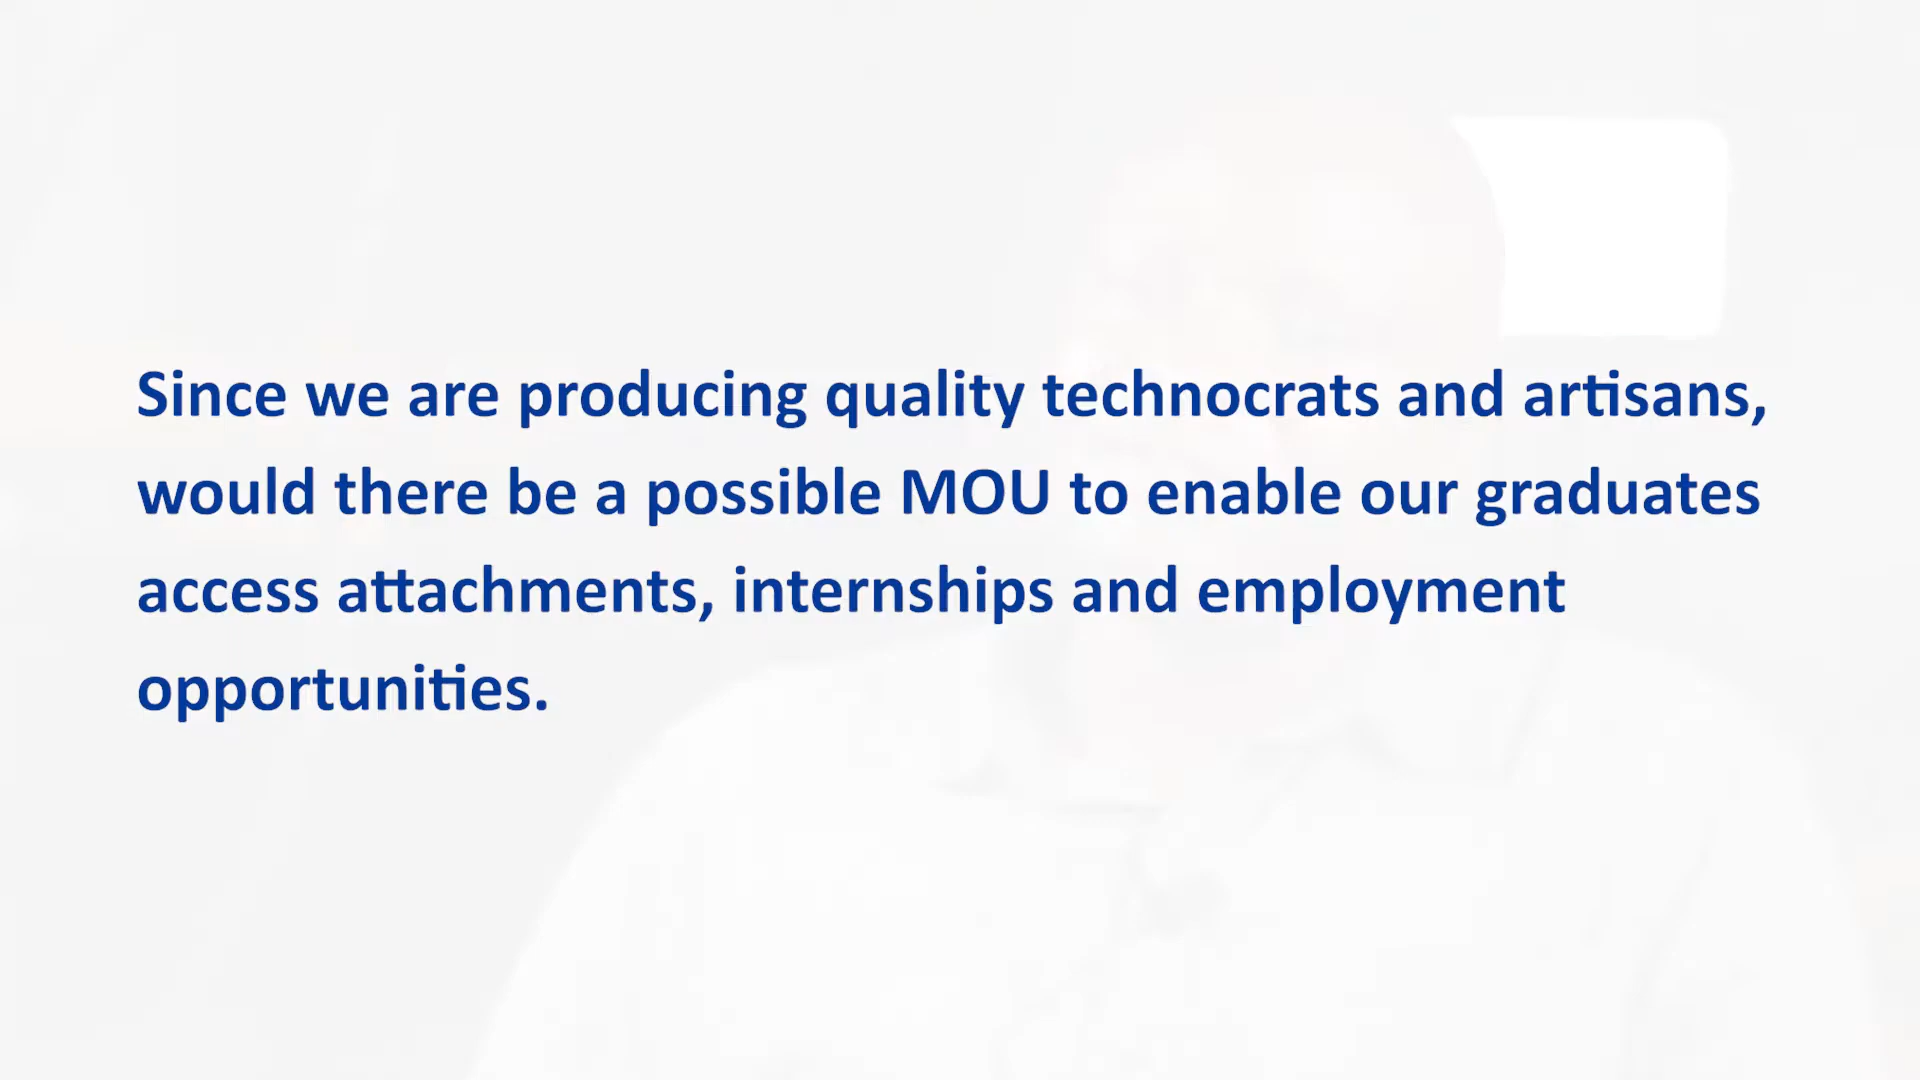 Since we are producing quality technocrats and artisans,
would there be a possible MOU to enable our graduates
access attachments, internships and employment
opportunities.